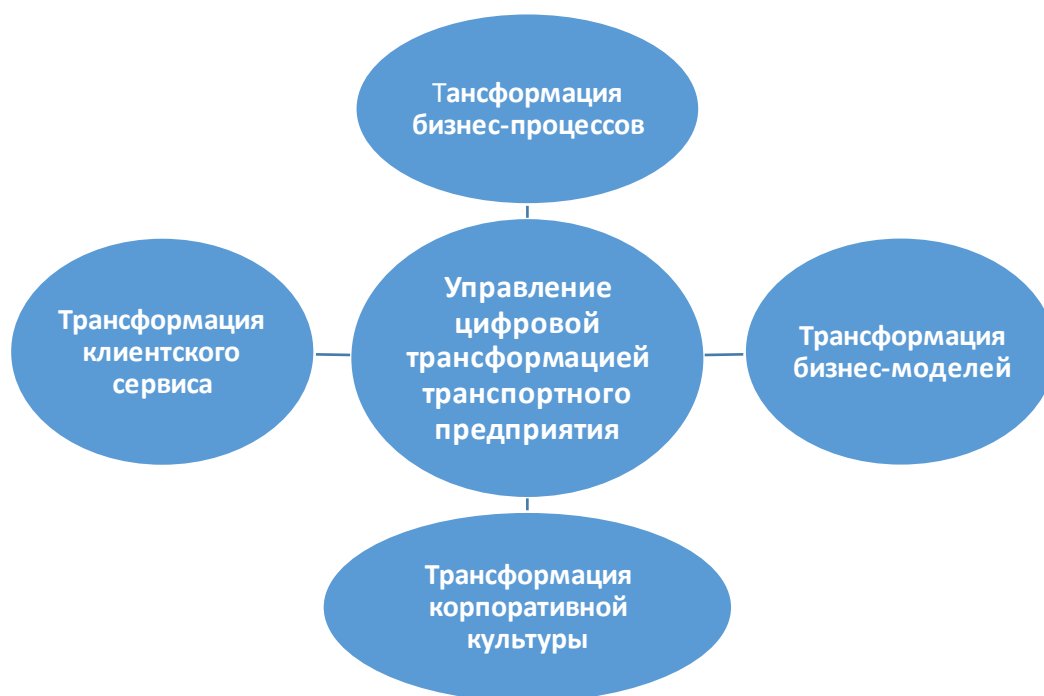 Тансформация
бизнес-процессов
Трансформация
клиентского
сервиса
Управление
цифровой
трансформацией
транспортного
предприятия
Трансформация
бизнес-моделей
Трансформация
корпоративной
культуры